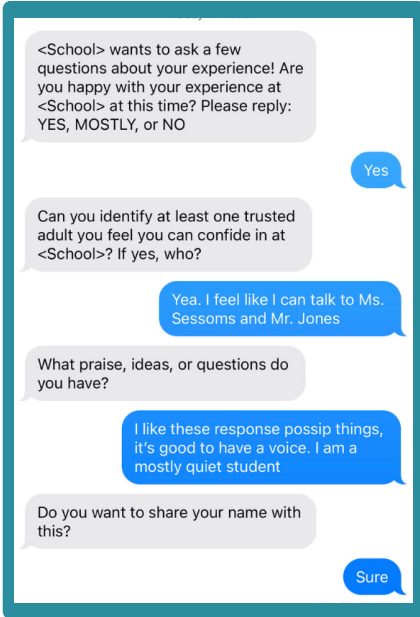 <School> wants to ask a few
questions about your experience! Are
you happy with your experience at
<School> at this time? Please reply:
YES, MOSTLY, or NO
Yes
Can you identify at least one trusted
adult you feel you can confide in at
<School>? If yes, who?
Yea. I feel like I can talk to Ms.
Sessoms and Mr. Jones
What praise, ideas, or questions do
you have?
I like these response possip things,
it's good to have a voice. I am a
mostly quiet student
Do you want to share your name with
this?
Sure